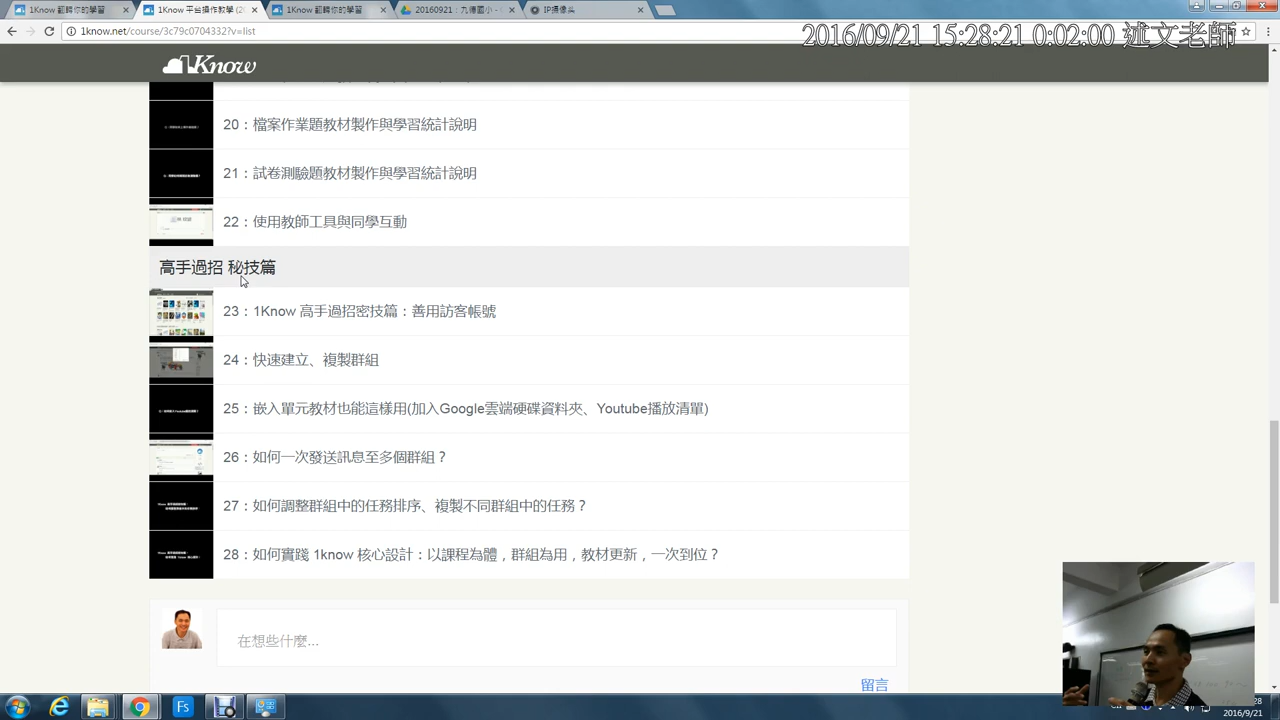 1Know 翻轉你的學習
1Know 平台操作教學 (2
1Know 翻轉你的學習
20160921：九德國小 -
1know.net/course/3c79c0704332?v=list
2016/09/21 15:28:21 0:02:00 述文老師
1Know
20：檔案作業題教材製作與學習統計說明
21：試卷測驗題教材製作與學習統計說明
22：使用教師工具與同學互動
高手過招 秘技篇
23：1Know 高手過招密技篇：善用訪客帳號
24：快速建立、複製群組
25：嵌入單元教材也能這樣用(加入Google雲端硬碟資料夾、Youtube播放清單)
26：如何一次發送訊息至多個群組？
27：如何調整群組中的任務排序、複製不同群組中的任務？
28：如何實踐 1know 核心設計：以課程為體，群組為用，教材更新，一次到位？
在想些什麼...
留言
Fs
2016/9/21